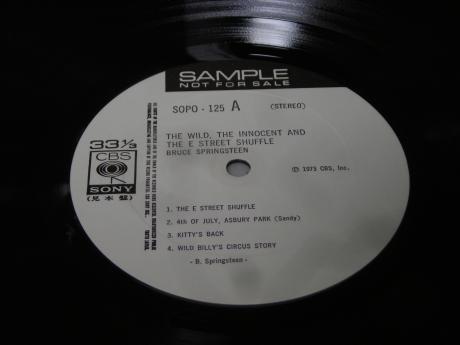 SAMPLE
NOT FOR SALE
SOPO-125 A (STEREO)
THE WILD, THE INNOCENT AND
THE E STREET SHUFFLE
BRUCE SPRINGSTEEN
33 1/3
CBS
SONY
(見本盤)
℗ 1973 CBS, Inc.
1. THE E STREET SHUFFLE
2. 4th OF JULY, ASBURY PARK (Sandy)
3. KITTY'S BACK
4. WILD BILLY'S CIRCUS STORY
- B. Springsteen -